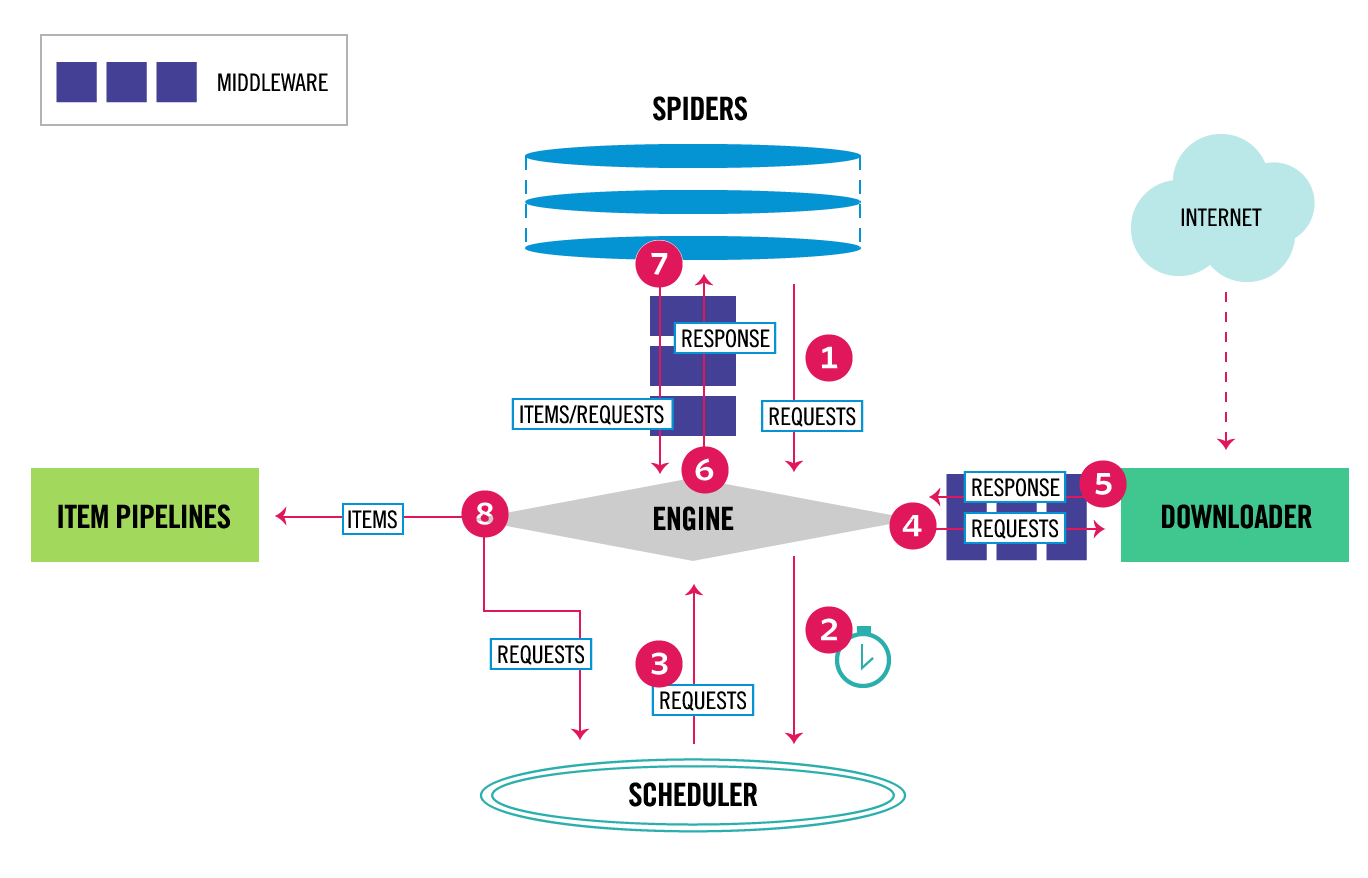 MIDDLEWARE
SPIDERS
INTERNET
7
RESPONSE
1
ITEMS/REQUESTS
REQUESTS
6
ITEM PIPELINES
ITEMS
8
ENGINE
4
RESPONSE
5
REQUESTS
DOWNLOADER
2
REQUESTS
3
REQUESTS
SCHEDULER